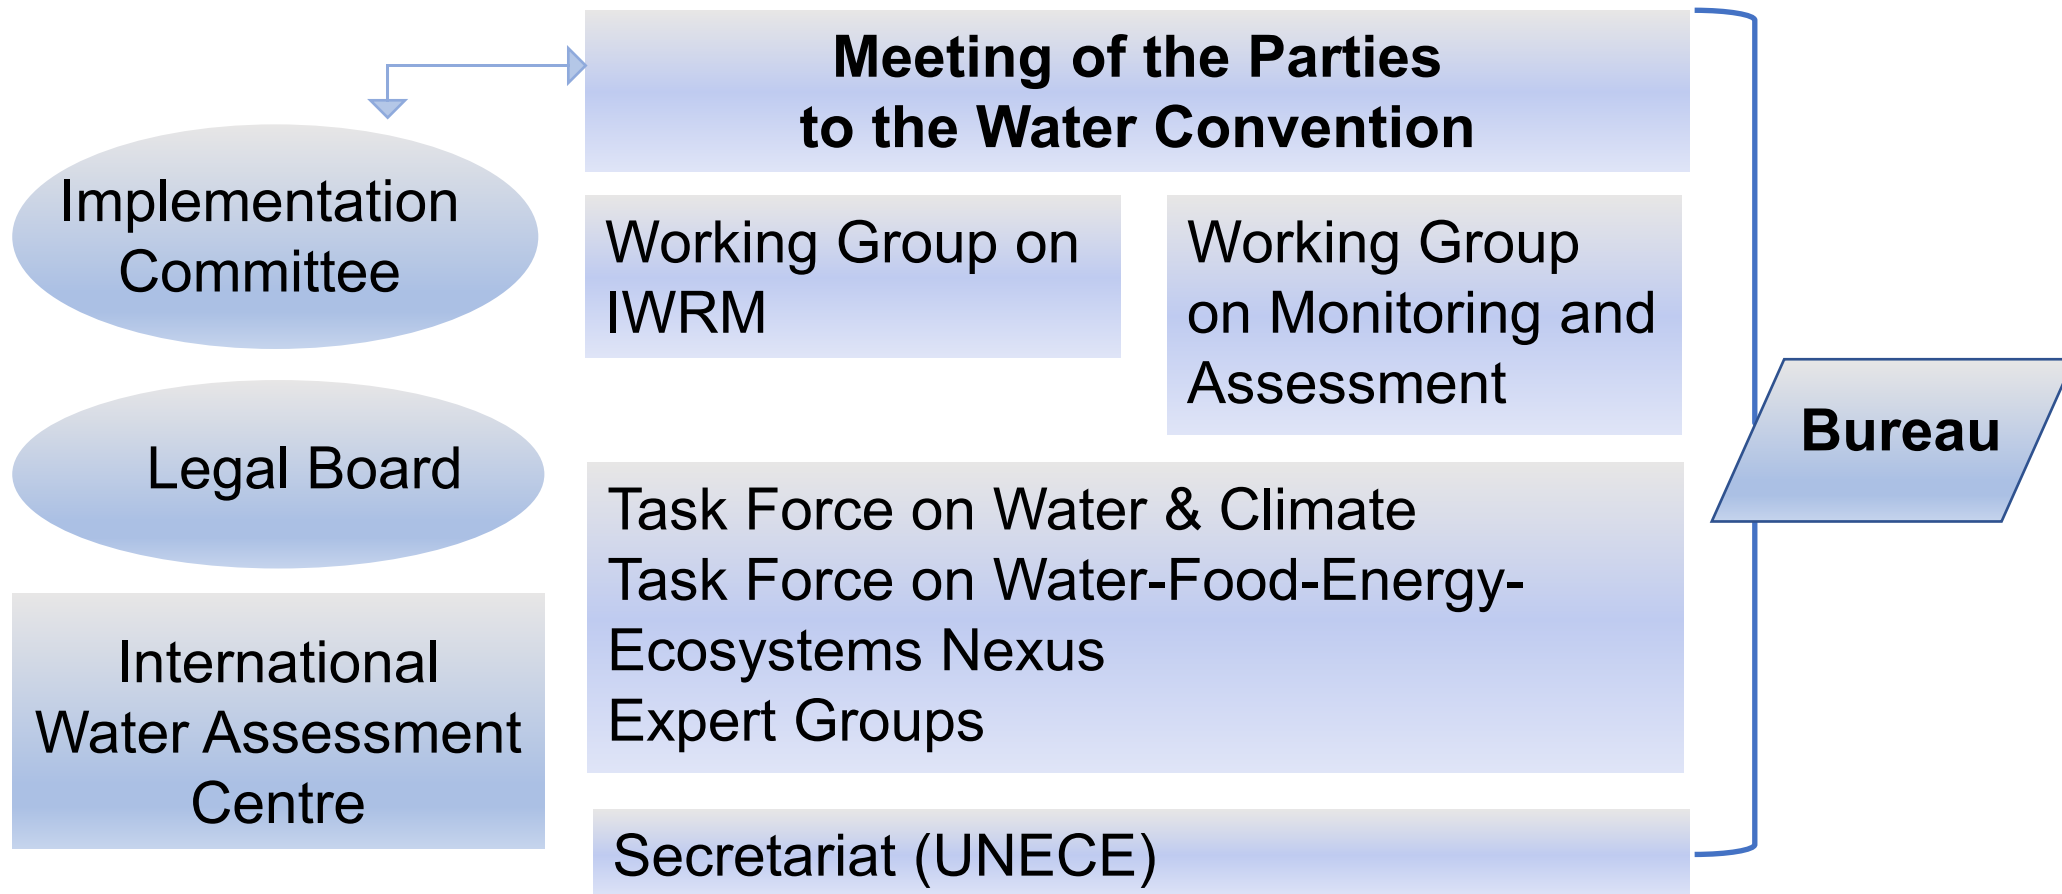 Meeting of the Parties
to the Water Convention
Implementation
Committee
Working Group on
IWRM
Working Group
on Monitoring and
Assessment
Legal Board
Task Force on Water & Climate
Task Force on Water-Food-Energy-
Ecosystems Nexus
Expert Groups
Bureau
International
Water Assessment
Centre
Secretariat (UNECE)